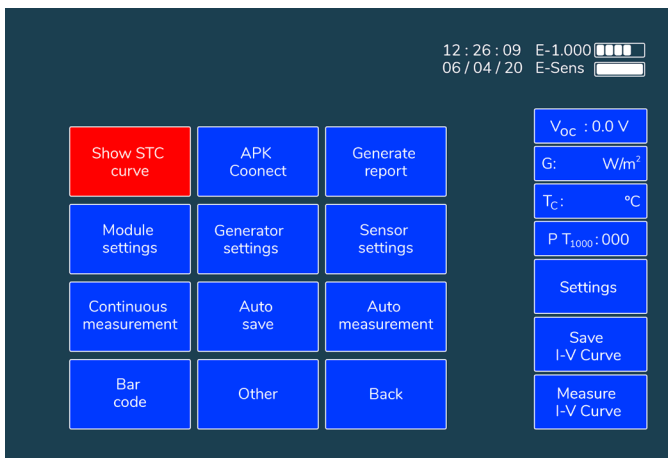 12 : 26 : 09 E-1.000
06 / 04 / 20 E-Sens
Show STC
curve
APK
Coonect
Generate
report
Module
settings
Generator
settings
Sensor
settings
Continuous
measurement
Auto
save
Auto
measurement
Bar
code
Other
Back
Voc : 0.0 V
G: W/m²
Tc: ºC
P T1000: 000
Settings
Save
I-V Curve
Measure
I-V Curve